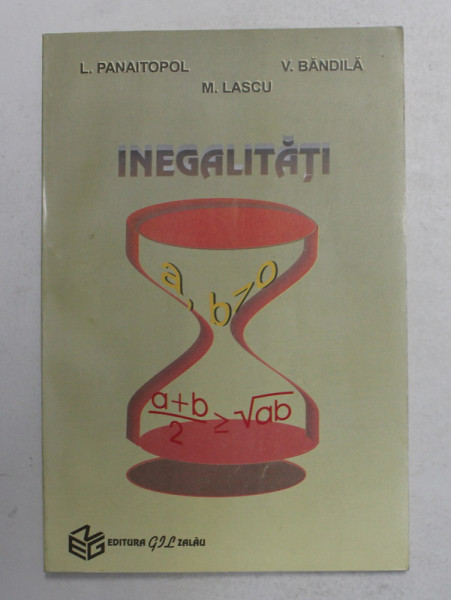 L. PANAITOPOL V. BĂNDILĂ
M. LASCU
INEGALITĂŢI
a, b>0
a+b/2 ≥ √ab
EDITURA GIL ZALĂU